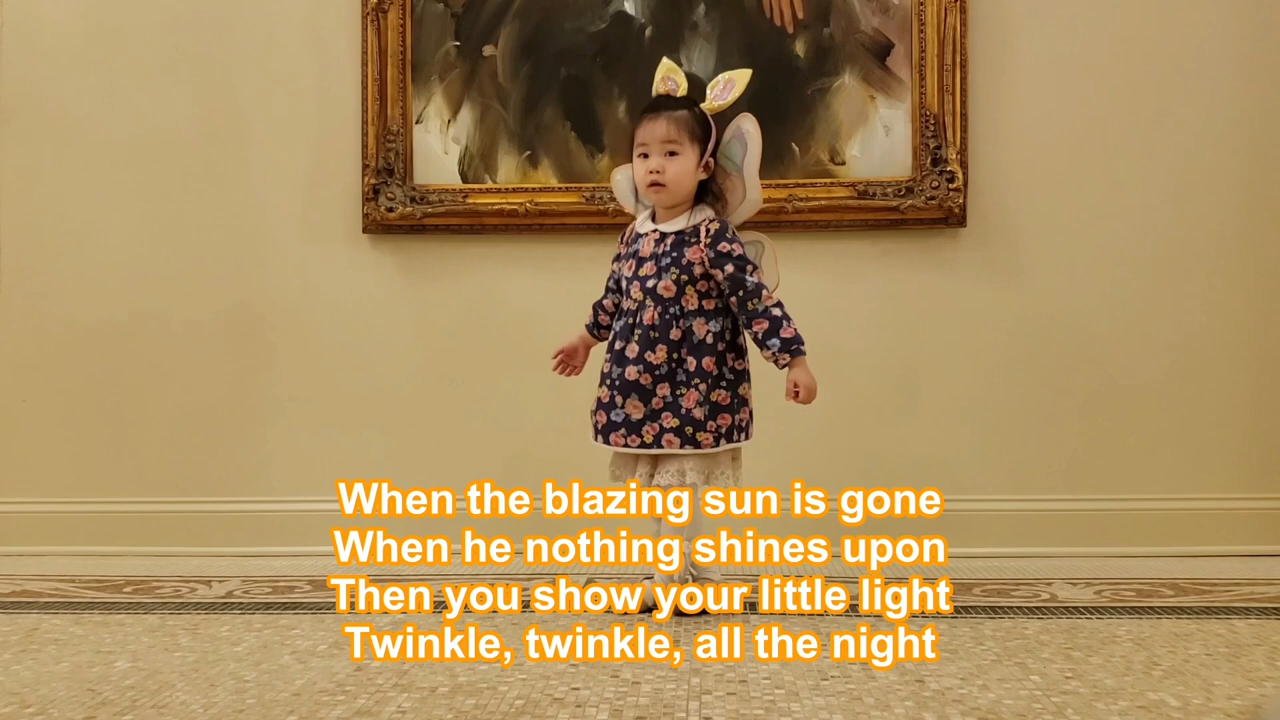 When the blazing sun is gone
When he nothing shines upon
Then you show your little light
Twinkle, twinkle, all the night